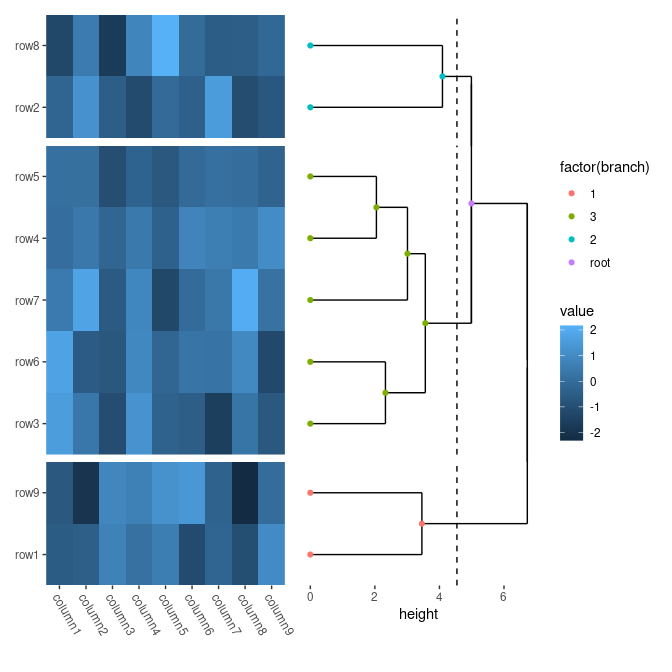 row8
row2
row5
row4
row7
row6
row3
row9
row1
column1
column2
column3
column4
column5
column6
column7
column8
column9
0
2
4
6
height
factor(branch)
1
3
2
root
value
2
1
0
-1
-2